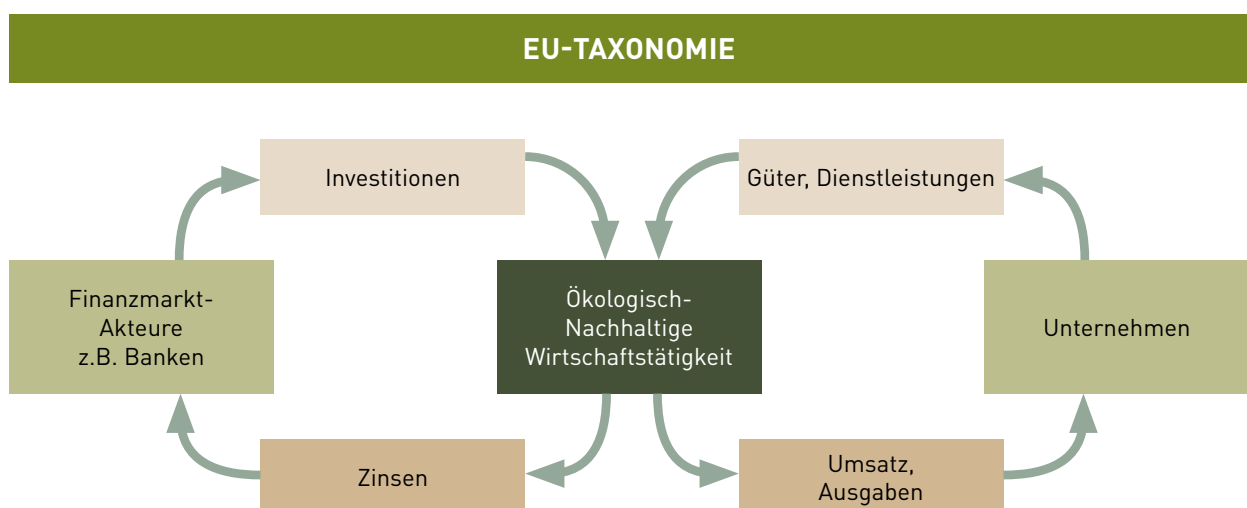 EU-TAXONOMIE
Investitionen
Güter, Dienstleistungen
Finanzmarkt-
Akteure
z.B. Banken
Ökologisch-
Nachhaltige
Wirtschaftstätigkeit
Unternehmen
Zinsen
Umsatz,
Ausgaben